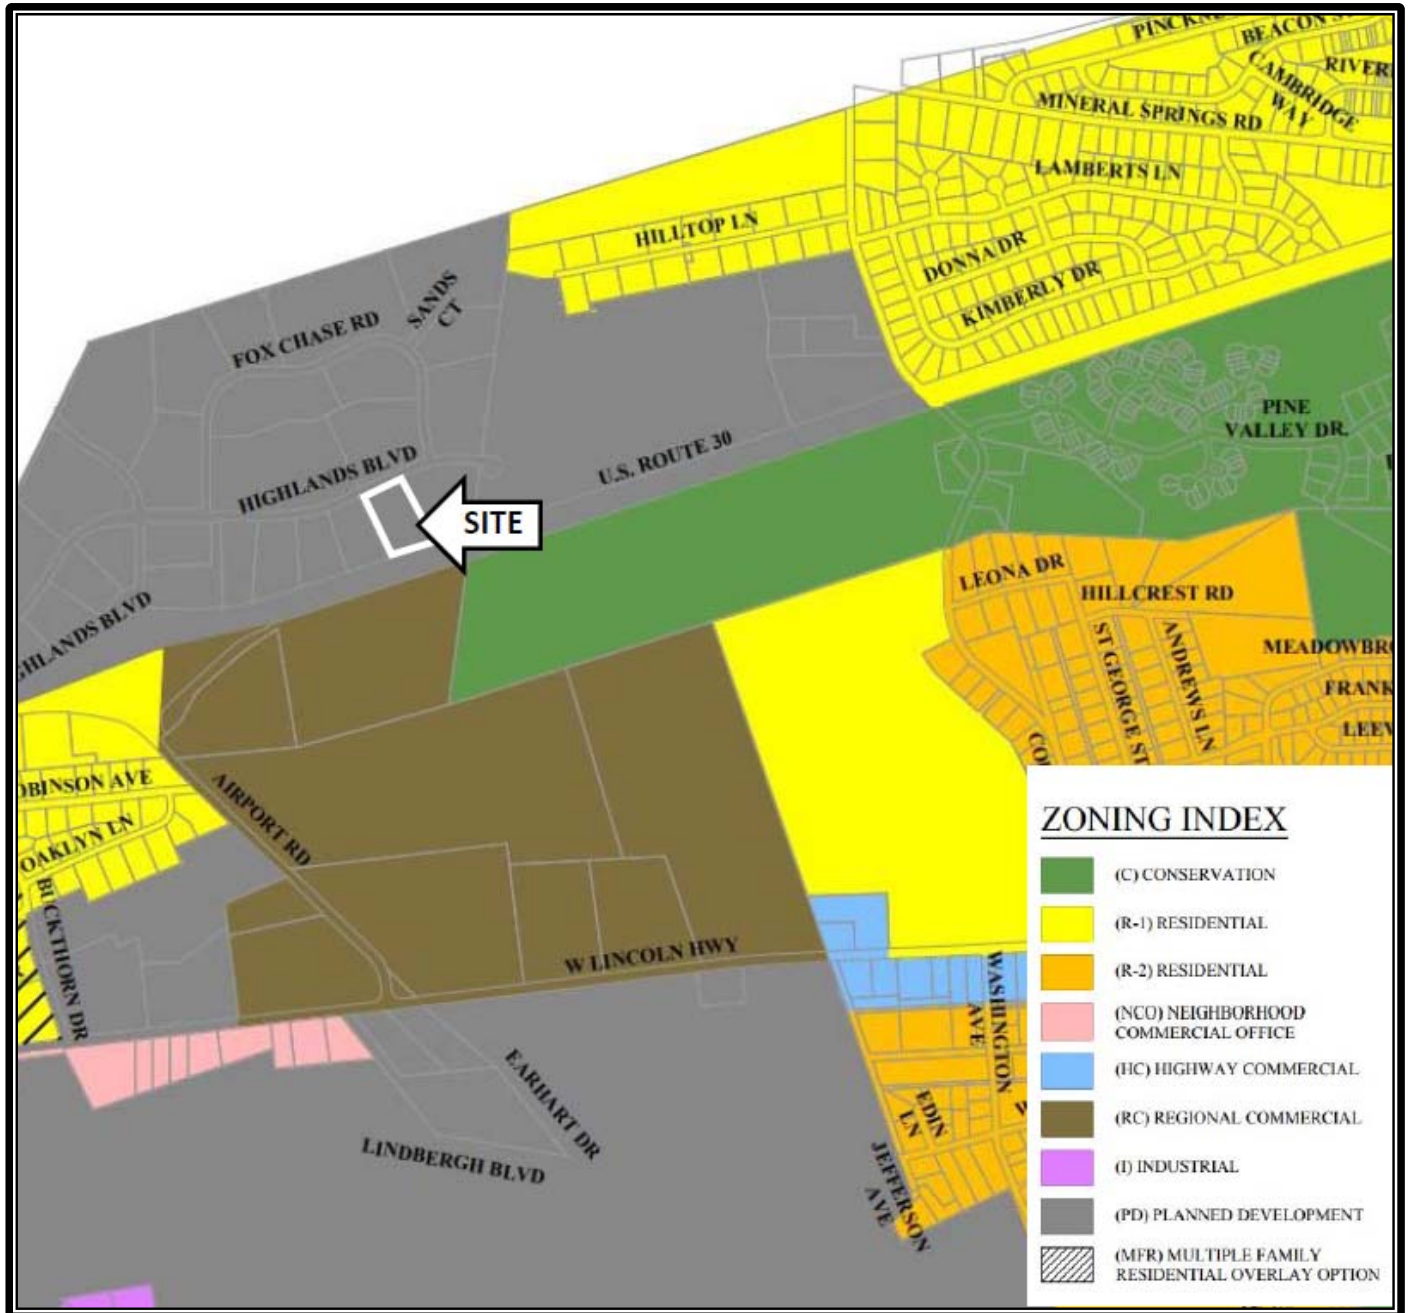 BEACON
MINERAL SPRINGS RD
CAMBRIDGE
WAY
LAMBERTS LN
HILLTOP LN
DONNA DR
KIMBERLY DR
SANDS
CT
FOX CHASE RD
PINE
VALLEY DR.
U.S. ROUTE 30
HIGHLANDS BLVD
SITE
LEONA DR
HILLCREST RD
ST GEORGE ST
ANDREWS LN
BLVD
AVE
OAKLYN LN
AIRPORT RD
BUCKTHORN DR
W LINCOLN HWY
WASHINGTON
AVE
EARHART DR
EDIN
LN
LINDBERGH BLVD
JEFFERSON
AVE
ZONING INDEX
(C) CONSERVATION
(R-1) RESIDENTIAL
(R-2) RESIDENTIAL
(NCO) NEIGHBORHOOD
COMMERCIAL OFFICE
(HC) HIGHWAY COMMERCIAL
(RC) REGIONAL COMMERCIAL
(I) INDUSTRIAL
(PD) PLANNED DEVELOPMENT
(MFR) MULTIPLE FAMILY
RESIDENTIAL OVERLAY OPTION